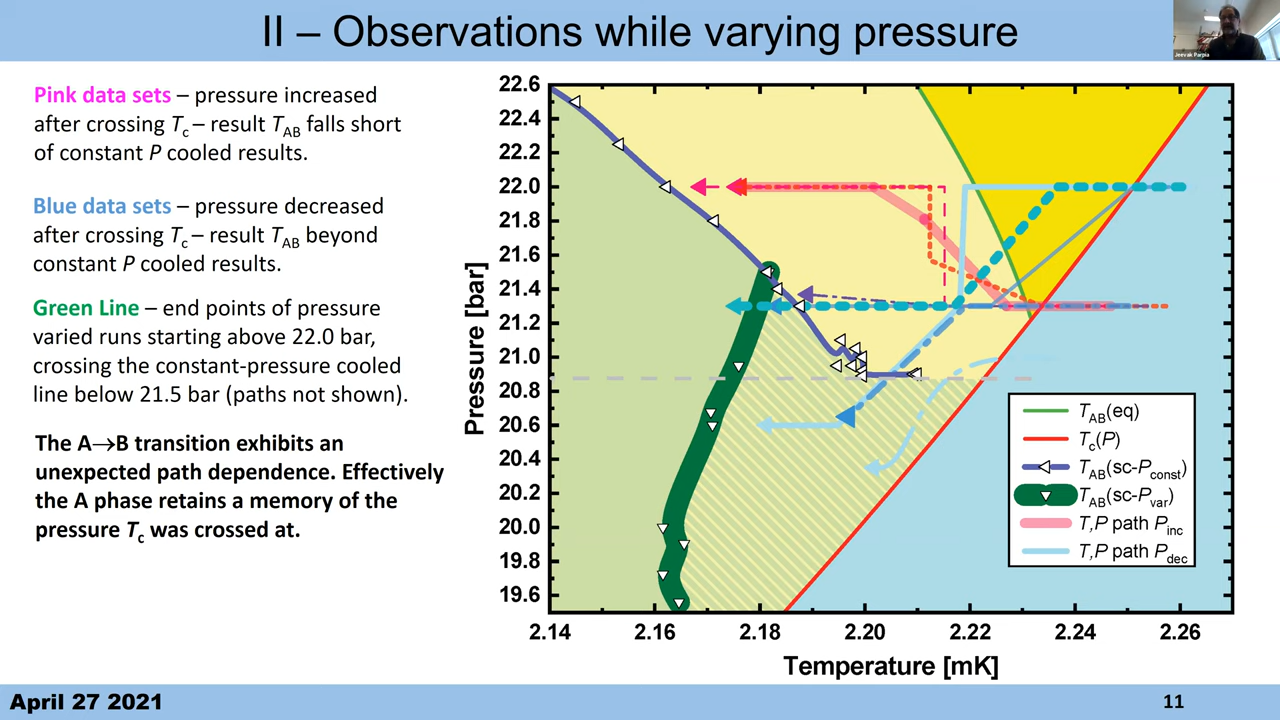 II – Observations while varying pressure
Jeevak Parpia
Pink data sets – pressure increased
after crossing Tc – result TAB falls short
of constant P cooled results.
Blue data sets – pressure decreased
after crossing Tc – result TAB beyond
constant P cooled results.
Green Line – end points of pressure
varied runs starting above 22.0 bar,
crossing the constant-pressure cooled
line below 21.5 bar (paths not shown).
The A→B transition exhibits an
unexpected path dependence. Effectively
the A phase retains a memory of the
pressure Tc was crossed at.
Pressure [bar]
22.6
22.4
22.2
22.0
21.8
21.6
21.4
21.2
21.0
20.8
20.6
20.4
20.2
20.0
19.8
19.6
2.14 2.16 2.18 2.20 2.22 2.24 2.26
Temperature [mK]
TAB(eq)
Tc(P)
TAB(sc-Pconst)
TAB(sc-Pvar)
T,P path Pinc
T,P path Pdec
April 27 2021
11